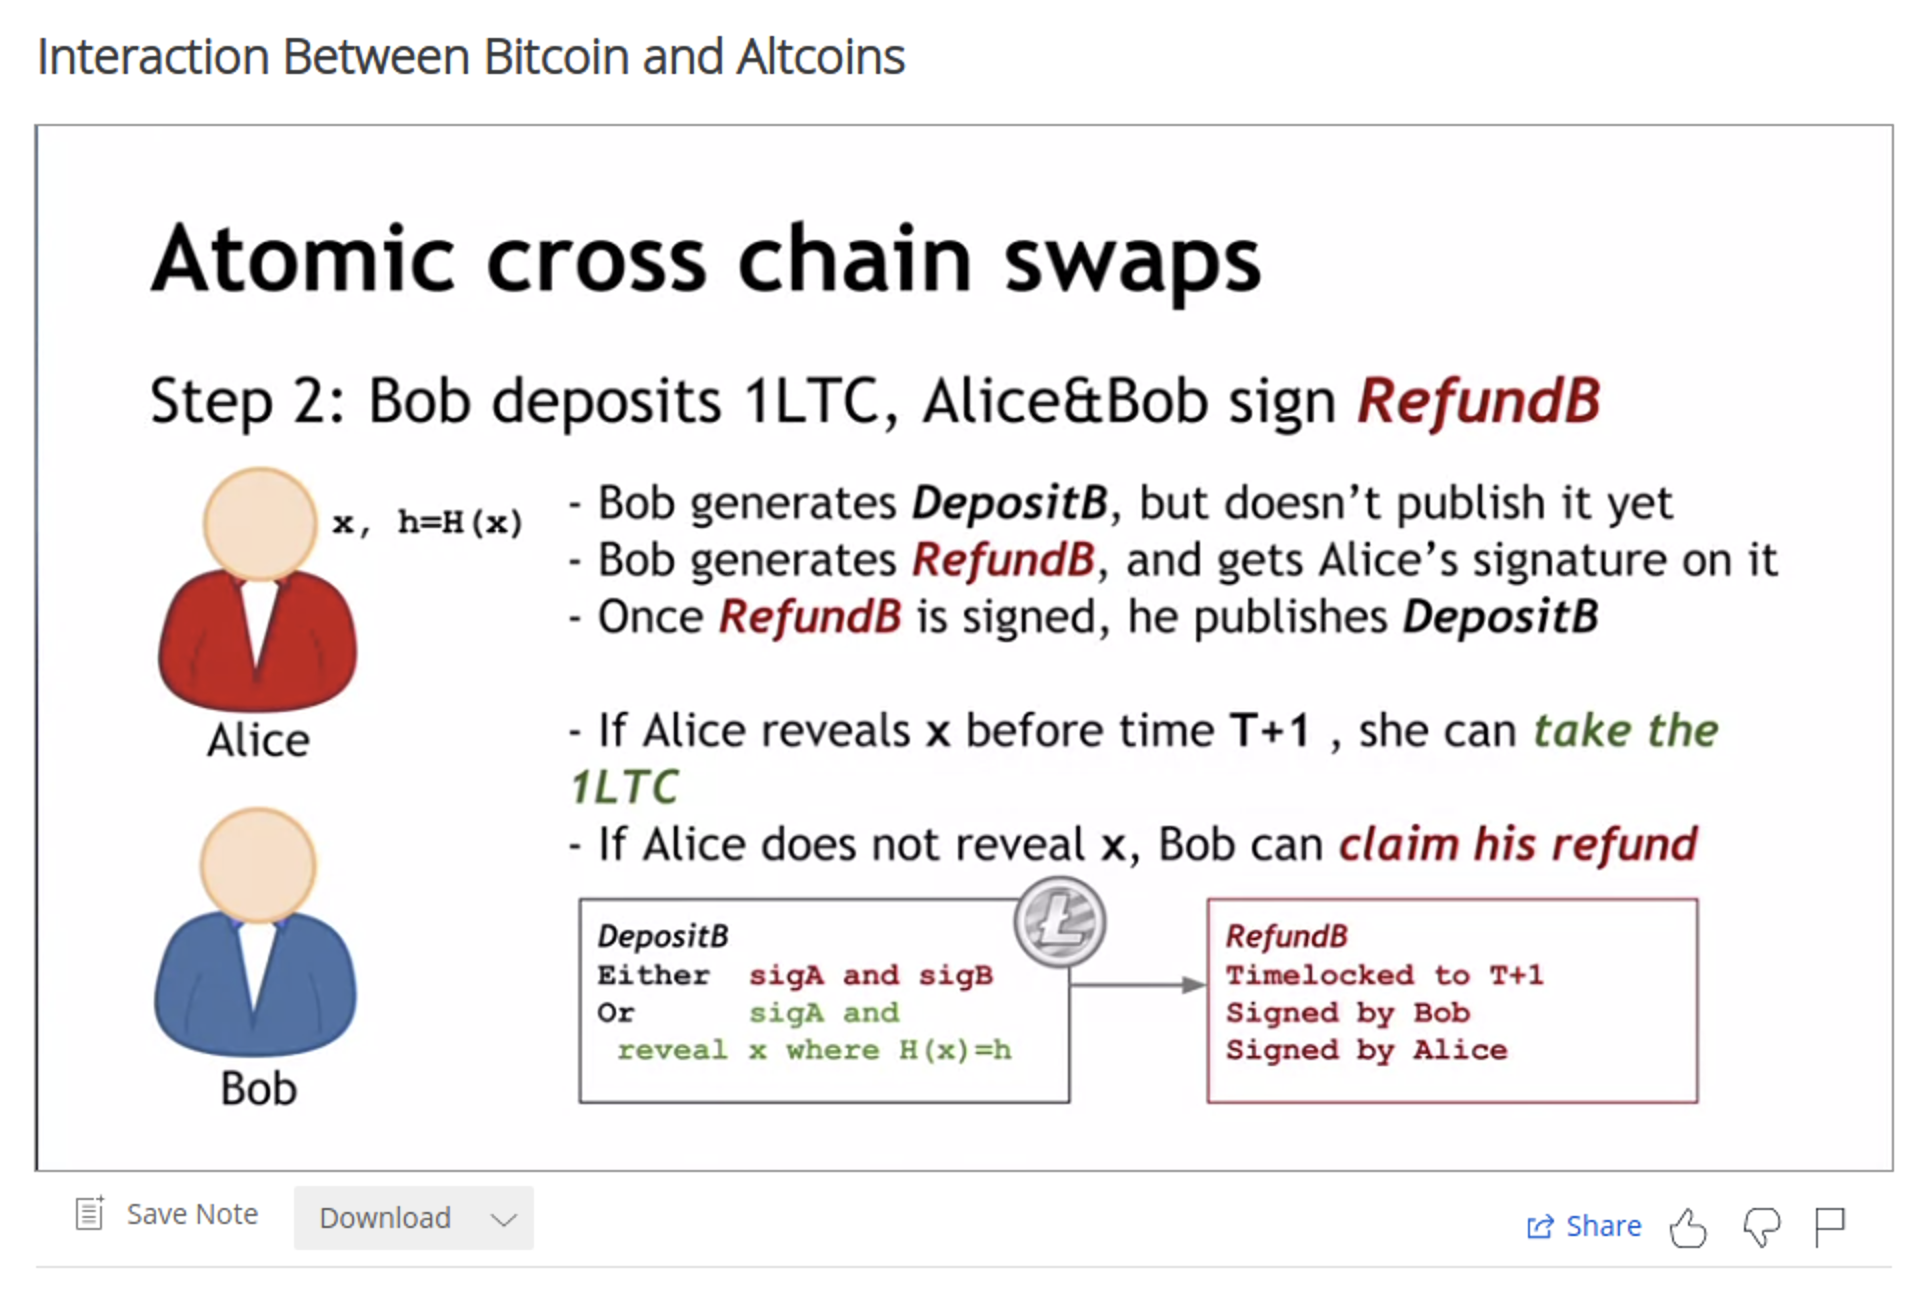 Interaction Between Bitcoin and Altcoins
Atomic cross chain swaps
Step 2: Bob deposits 1LTC, Alice&Bob sign RefundB
x, h=H(x)
- Bob generates DepositB, but doesn't publish it yet
- Bob generates RefundB, and gets Alice's signature on it
- Once RefundB is signed, he publishes DepositB
Alice
- If Alice reveals x before time T+1 , she can take the
1LTC
- If Alice does not reveal x, Bob can claim his refund
Bob
DepositB
Either sigA and sigB
Or sigA and
reveal x where H(x)=h
RefundB
Timelocked to T+1
Signed by Bob
Signed by Alice
Save Note
Download
Share